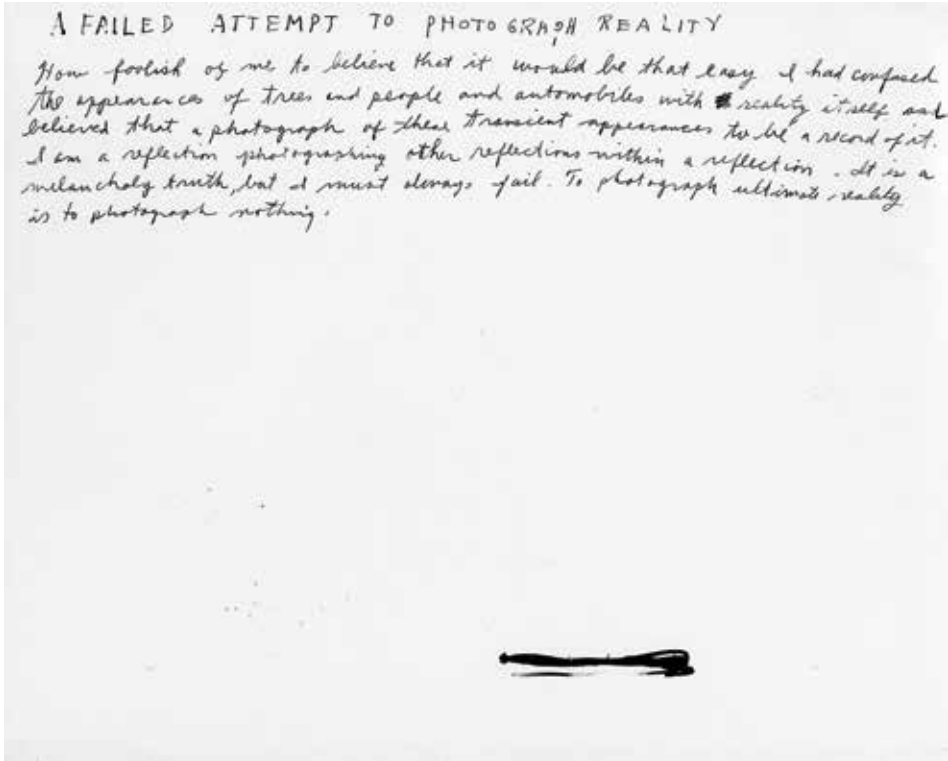 A FAILED ATTEMPT TO PHOTOGRAPH REALITY
How foolish of me to believe that it would be that easy I had confused
the appearances of trees and people and automobiles with reality itself and
believed that a photograph of these transient appearances to be a record of it.
I am a reflection photographing other reflections within a reflection. It is a
melancholy truth, but I must always fail. To photograph ultimate reality
is to photograph nothing.